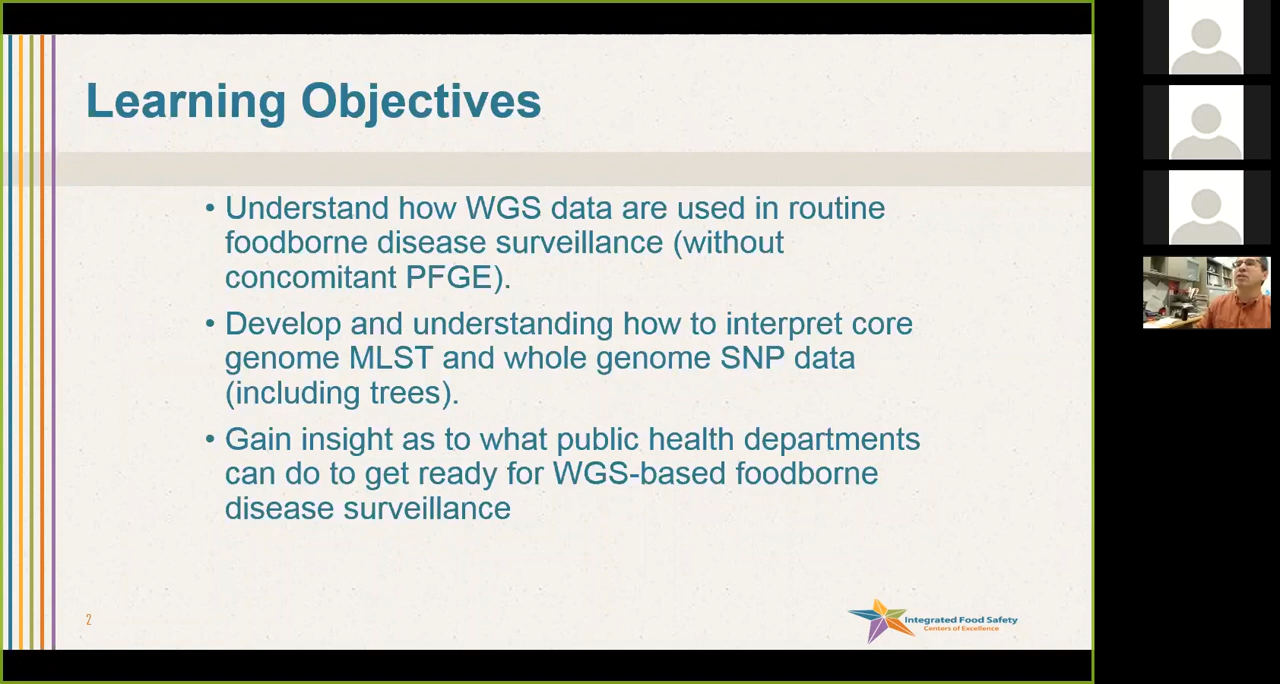 Learning Objectives
• Understand how WGS data are used in routine
foodborne disease surveillance (without
concomitant PFGE).
• Develop and understanding how to interpret core
genome MLST and whole genome SNP data
(including trees).
• Gain insight as to what public health departments
can do to get ready for WGS-based foodborne
disease surveillance
2
Integrated Food Safety
Centers of Excellence